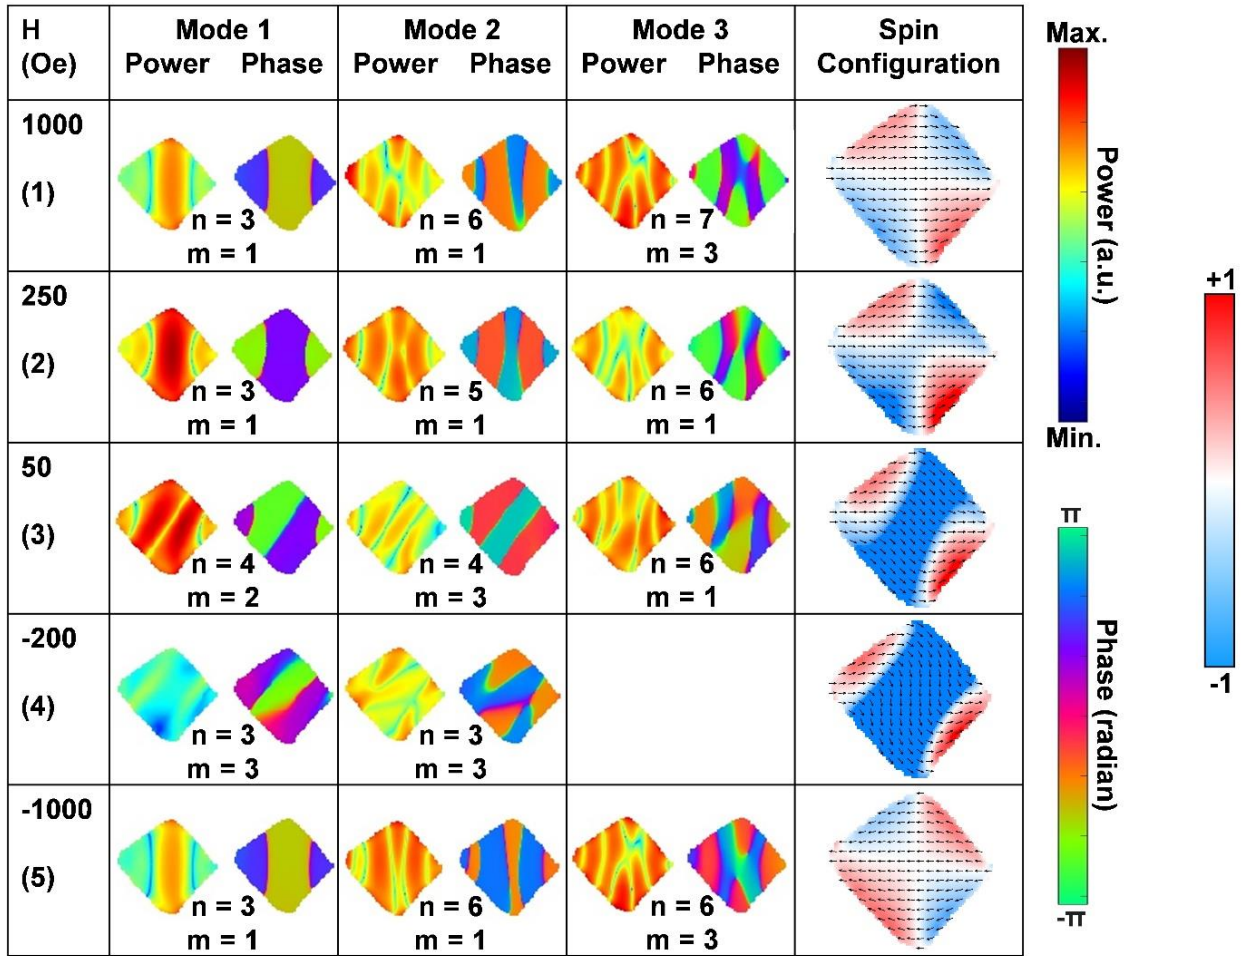 H (Oe)
Mode 1
Power Phase
Mode 2
Power Phase
Mode 3
Power Phase
Spin Configuration
1000
(1)
n = 3
m = 1
n = 6
m = 1
n = 7
m = 3
250
(2)
n = 3
m = 1
n = 5
m = 1
n = 6
m = 1
50
(3)
n = 4
m = 2
n = 4
m = 3
n = 6
m = 1
-200
(4)
n = 3
m = 3
n = 3
m = 3
-1000
(5)
n = 3
m = 1
n = 6
m = 1
n = 6
m = 3
Max.
Power (a.u.)
Min.
π
Phase (radian)
-π
+1
-1